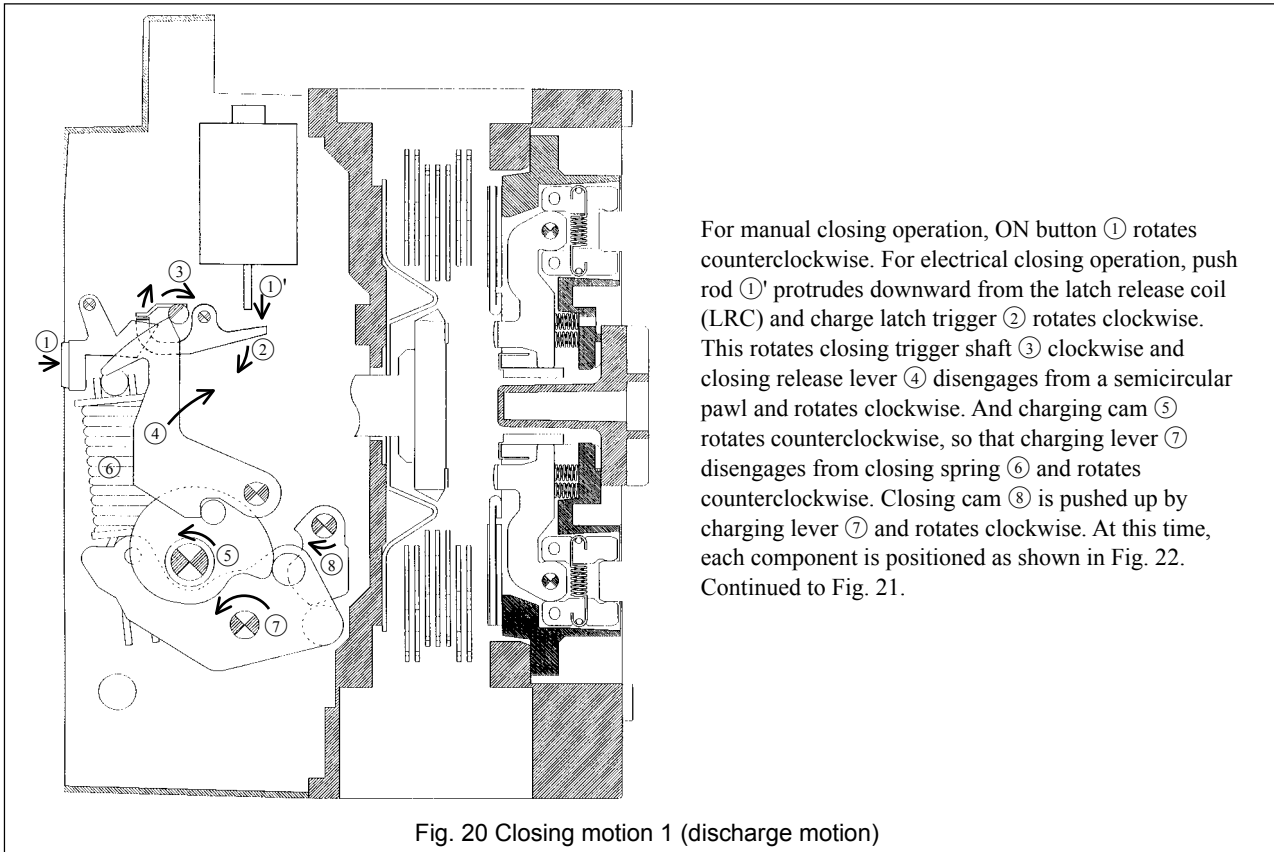 For manual closing operation, ON button ① rotates
counterclockwise. For electrical closing operation, push
rod ①' protrudes downward from the latch release coil
(LRC) and charge latch trigger ② rotates clockwise.
This rotates closing trigger shaft ③ clockwise and
closing release lever ④ disengages from a semicircular
pawl and rotates clockwise. And charging cam ⑤
rotates counterclockwise, so that charging lever ⑦
disengages from closing spring ⑥ and rotates
counterclockwise. Closing cam ⑧ is pushed up by
charging lever ⑦ and rotates clockwise. At this time,
each component is positioned as shown in Fig. 22.
Continued to Fig. 21.
③
①'
①
②
④
⑥
⑤
⑧
⑦
Fig. 20 Closing motion 1 (discharge motion)